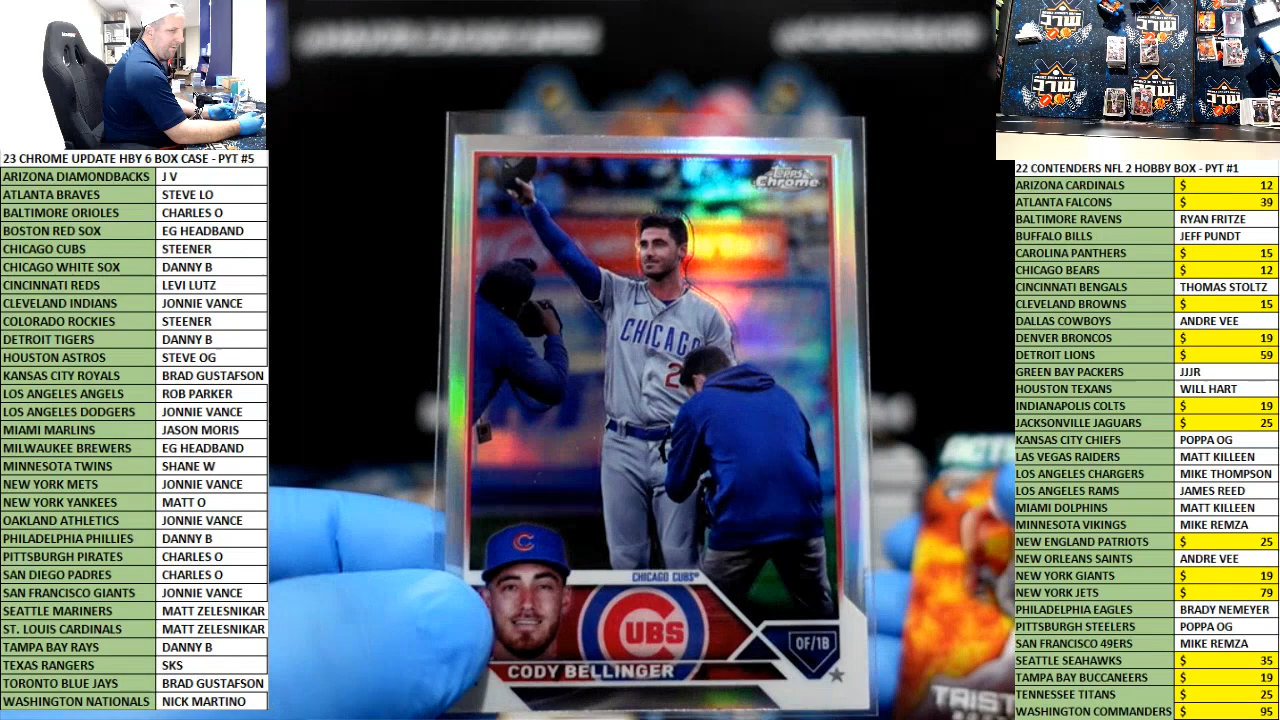 23 CHROME UPDATE HBY 6 BOX CASE - PYT #5
ARIZONA DIAMONDBACKS J V
ATLANTA BRAVES STEVE LO
BALTIMORE ORIOLES CHARLES O
BOSTON RED SOX EG HEADBAND
CHICAGO CUBS STEENER
CHICAGO WHITE SOX DANNY B
CINCINNATI REDS LEVI LUTZ
CLEVELAND INDIANS JONNIE VANCE
COLORADO ROCKIES STEENER
DETROIT TIGERS DANNY B
HOUSTON ASTROS STEVE OG
KANSAS CITY ROYALS BRAD GUSTAFSON
LOS ANGELES ANGELS ROB PARKER
LOS ANGELES DODGERS JONNIE VANCE
MIAMI MARLINS JASON MORIS
MILWAUKEE BREWERS EG HEADBAND
MINNESOTA TWINS SHANE W
NEW YORK METS JONNIE VANCE
NEW YORK YANKEES MATT O
OAKLAND ATHLETICS JONNIE VANCE
PHILADELPHIA PHILLIES DANNY B
PITTSBURGH PIRATES CHARLES O
SAN DIEGO PADRES CHARLES O
SAN FRANCISCO GIANTS JONNIE VANCE
SEATTLE MARINERS MATT ZELESNIKAR
ST. LOUIS CARDINALS MATT ZELESNIKAR
TAMPA BAY RAYS DANNY B
TEXAS RANGERS SKS
TORONTO BLUE JAYS BRAD GUSTAFSON
WASHINGTON NATIONALS NICK MARTINO
Topps
Chrome
CHICAGO
2
CHICAGO CUBS®
C
CUBS
OF/1B
CODY BELLINGER
22 CONTENDERS NFL 2 HOBBY BOX - PYT #1
ARIZONA CARDINALS $ 12
ATLANTA FALCONS $ 39
BALTIMORE RAVENS RYAN FRITZE
BUFFALO BILLS JEFF PUNDT
CAROLINA PANTHERS $ 15
CHICAGO BEARS $ 12
CINCINNATI BENGALS THOMAS STOLTZ
CLEVELAND BROWNS $ 15
DALLAS COWBOYS ANDRE VEE
DENVER BRONCOS $ 19
DETROIT LIONS $ 59
GREEN BAY PACKERS JJJR
HOUSTON TEXANS WILL HART
INDIANAPOLIS COLTS $ 19
JACKSONVILLE JAGUARS $ 25
KANSAS CITY CHIEFS POPPA OG
LAS VEGAS RAIDERS MATT KILLEEN
LOS ANGELES CHARGERS MIKE THOMPSON
LOS ANGELES RAMS JAMES REED
MIAMI DOLPHINS MATT KILLEEN
MINNESOTA VIKINGS MIKE REMZA
NEW ENGLAND PATRIOTS $ 25
NEW ORLEANS SAINTS ANDRE VEE
NEW YORK GIANTS $ 19
NEW YORK JETS $ 79
PHILADELPHIA EAGLES BRADY NEMEYER
PITTSBURGH STEELERS POPPA OG
SAN FRANCISCO 49ERS MIKE REMZA
SEATTLE SEAHAWKS $ 35
TAMPA BAY BUCCANEERS $ 19
TENNESSEE TITANS $ 25
WASHINGTON COMMANDERS $ 95